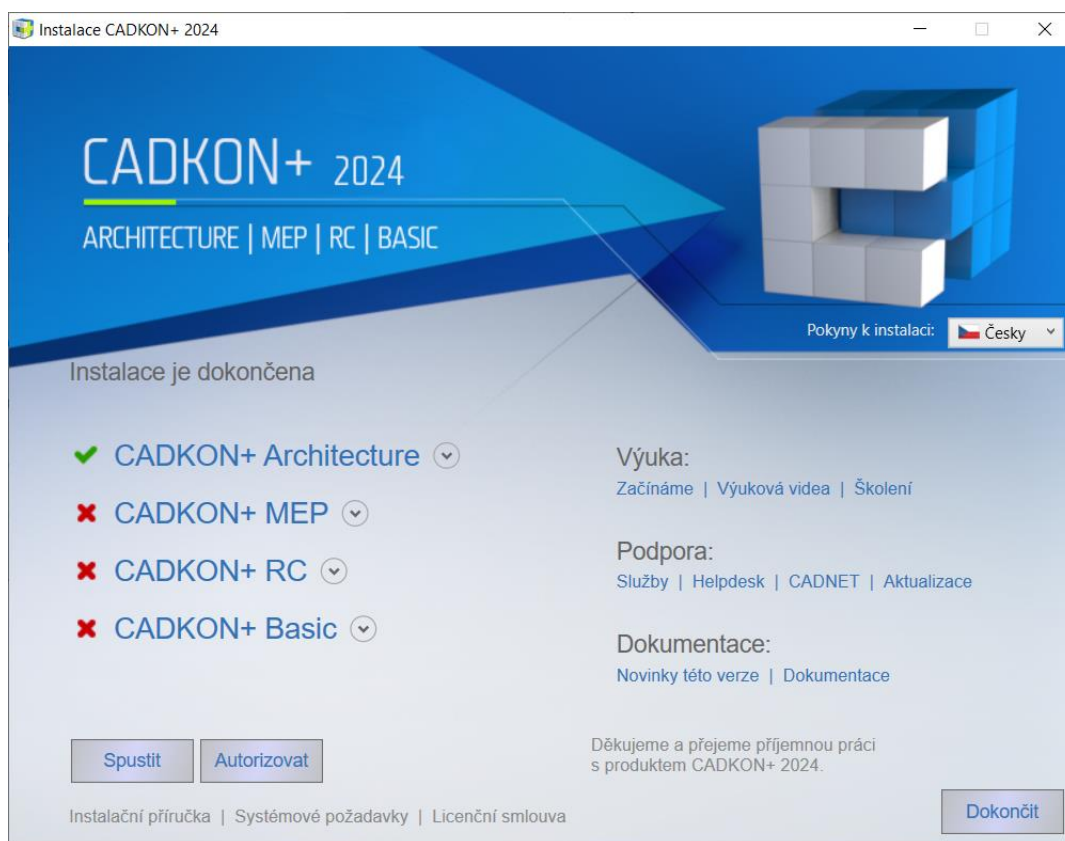 Instalace CADKON+ 2024
CADKON+ 2024
ARCHITECTURE | MEP | RC | BASIC
Pokyny k instalaci: Česky
Instalace je dokončena
CADKON+ Architecture
CADKON+ MEP
CADKON+ RC
CADKON+ Basic
Výuka:
Začínáme | Výuková videa | Školení
Podpora:
Služby | Helpdesk | CADNET | Aktualizace
Dokumentace:
Novinky této verze | Dokumentace
Spustit Autorizovat
Děkujeme a přejeme příjemnou práci
s produktem CADKON+ 2024.
Instalační příručka | Systémové požadavky | Licenční smlouva
Dokončit